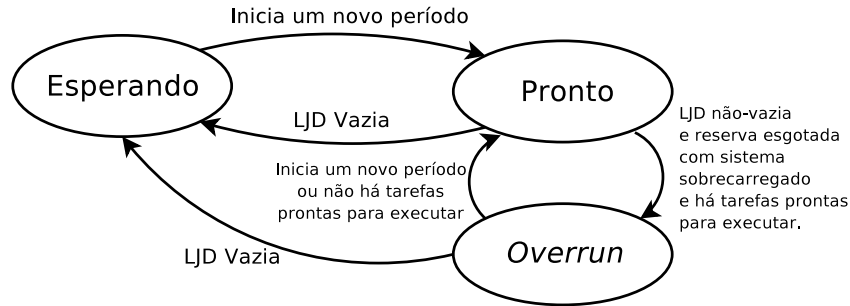 Inicia um novo período
Esperando
Pronto
LJD Vazia
LJD não-vazia
e reserva esgotada
com sistema
sobrecarregado
e há tarefas prontas
para executar.
Inicia um novo período
ou não há tarefas
prontas para executar
Overrun
LJD Vazia